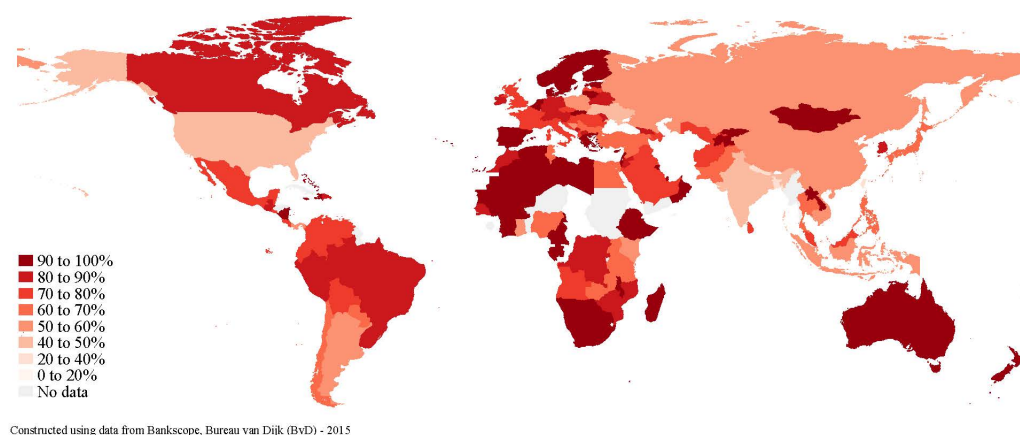 90 to 100%
80 to 90%
70 to 80%
60 to 70%
50 to 60%
40 to 50%
20 to 40%
0 to 20%
No data
Constructed using data from Bankscope, Bureau van Dijk (BvD) - 2015